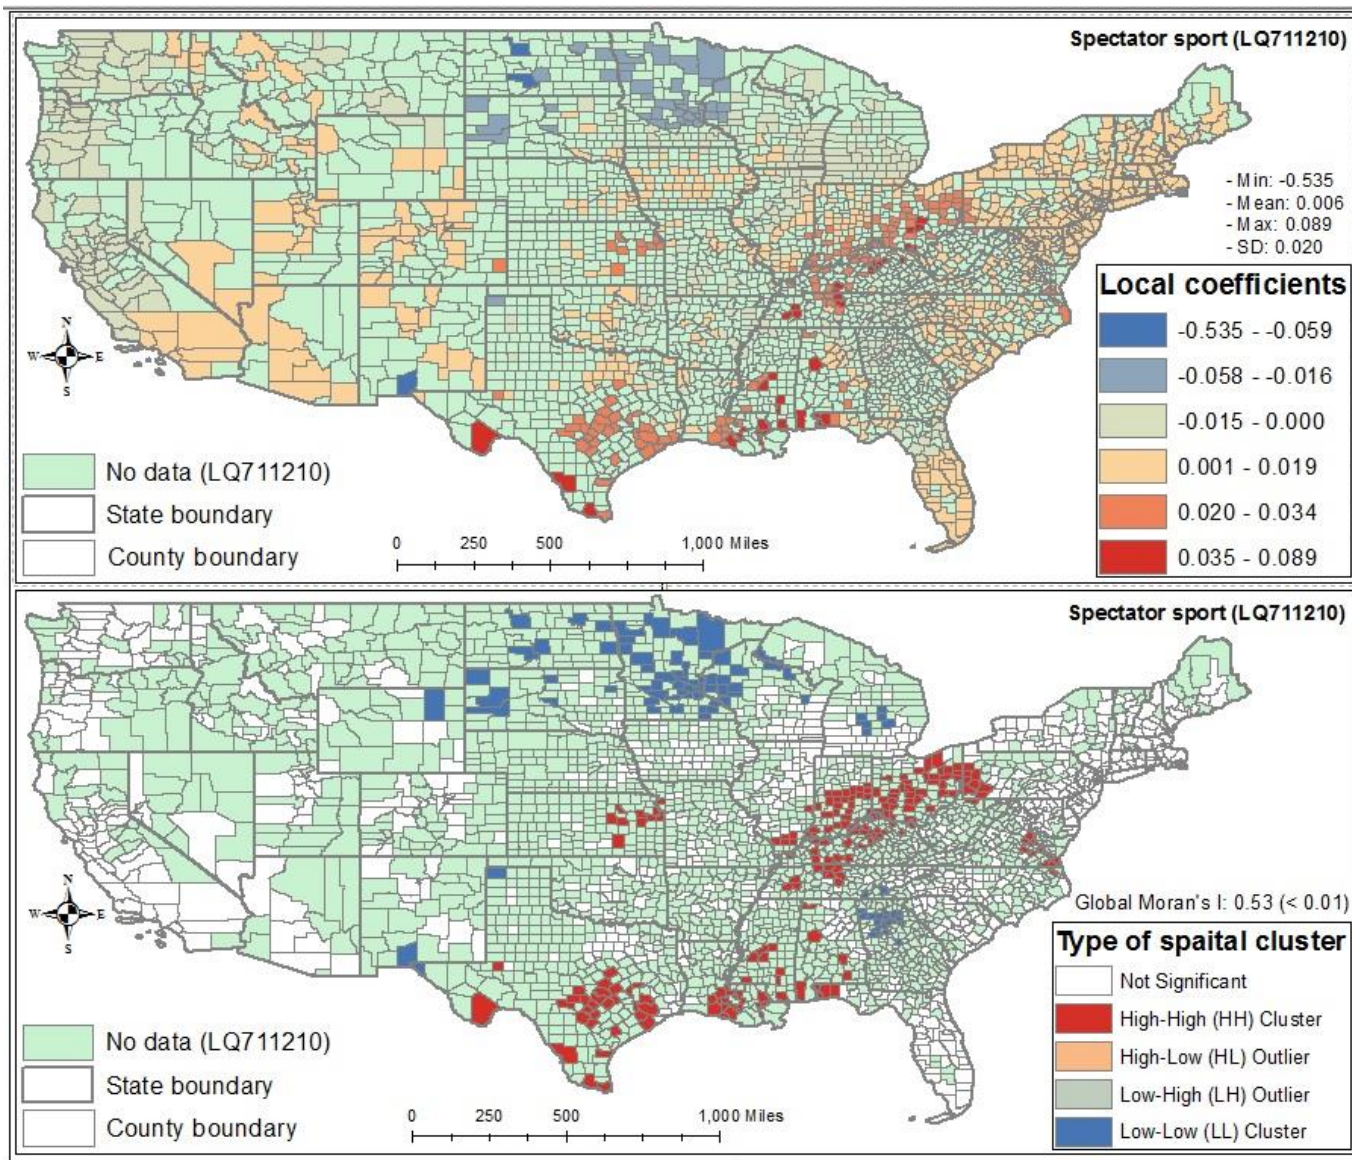 Spectator sport (LQ711210)
- Min: -0.535
- Mean: 0.006
- Max: 0.089
- SD: 0.020
Local coefficients
-0.535 - -0.059
-0.058 - -0.016
-0.015 - 0.000
0.001 - 0.019
0.020 - 0.034
0.035 - 0.089
N
W E
S
No data (LQ711210)
State boundary
County boundary
0 250 500 1,000 Miles
Spectator sport (LQ711210)
N
W E
S
Global Moran's I: 0.53 (< 0.01)
Type of spaital cluster
Not Significant
High-High (HH) Cluster
High-Low (HL) Outlier
Low-High (LH) Outlier
Low-Low (LL) Cluster
No data (LQ711210)
State boundary
County boundary
0 250 500 1,000 Miles